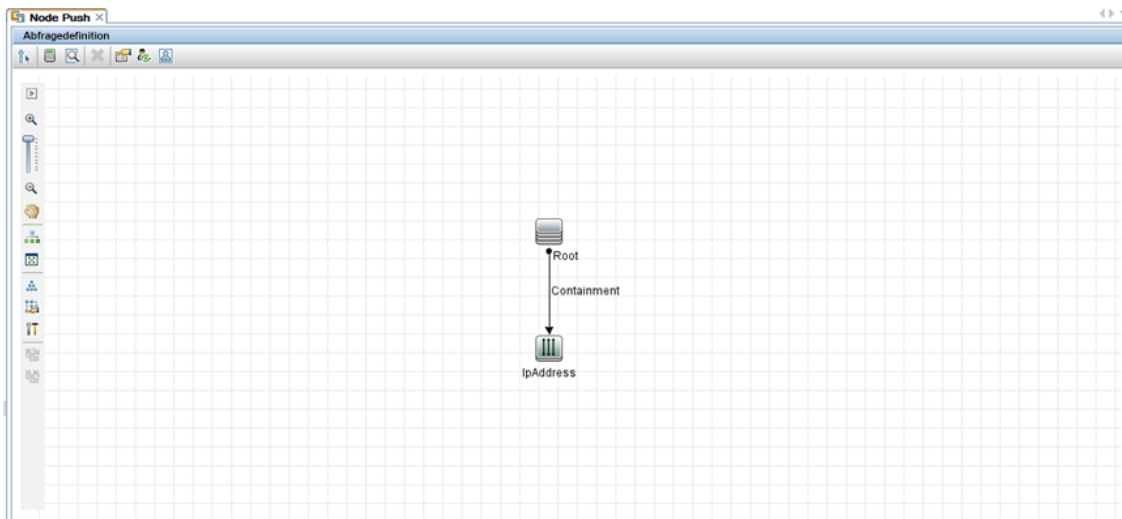 Node Push
Abfragedefinition
Root
Containment
IpAddress